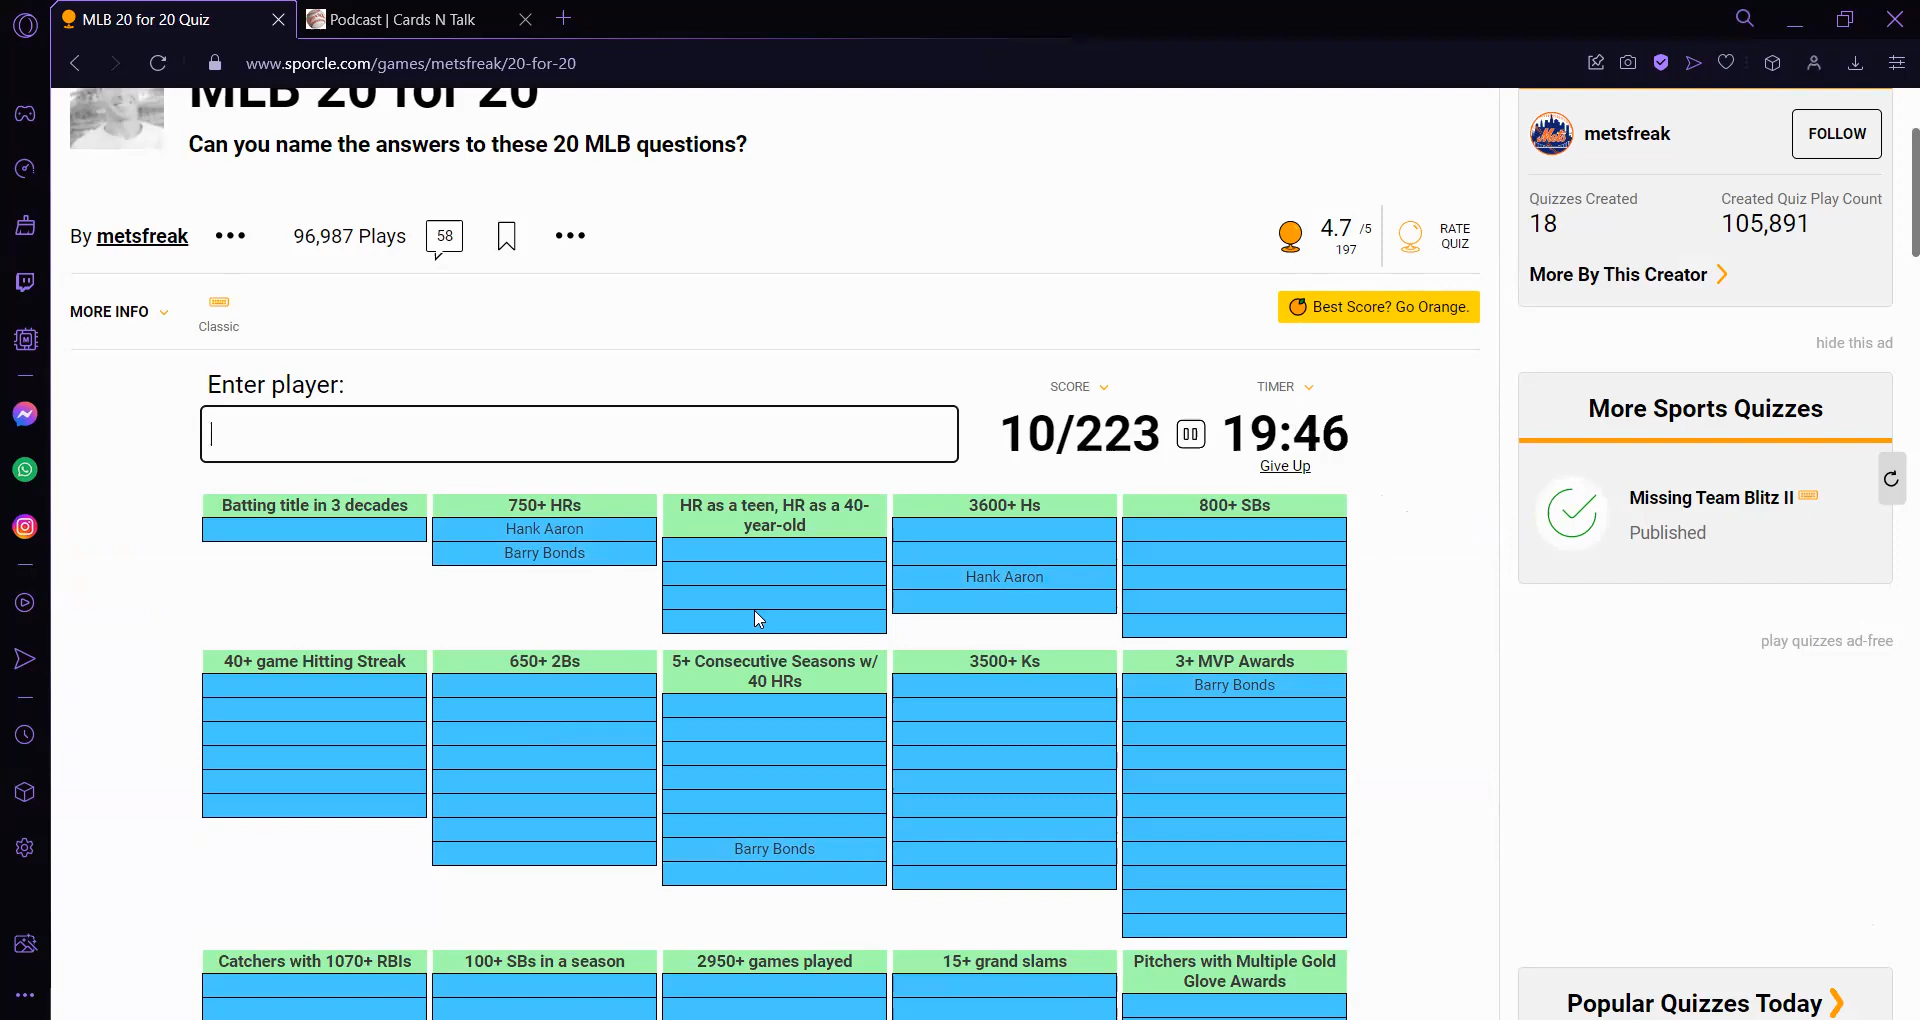 MLB 20 for 20 Quiz
Podcast | Cards N Talk
www.sporcle.com/games/metsfreak/20-for-20
MLB 20 for 20
Can you name the answers to these 20 MLB questions?
By metsfreak
96,987 Plays
58
4.7 /5
197
RATE
QUIZ
MORE INFO
Classic
Best Score? Go Orange.
Enter player:
SCORE
10/223
TIMER
19:46
Give Up
Batting title in 3 decades
750+ HRs
Hank Aaron
Barry Bonds
HR as a teen, HR as a 40-
year-old
3600+ Hs
Hank Aaron
800+ SBs
40+ game Hitting Streak
650+ 2Bs
5+ Consecutive Seasons w/
40 HRs
Barry Bonds
3500+ Ks
3+ MVP Awards
Barry Bonds
Catchers with 1070+ RBIs
100+ SBs in a season
2950+ games played
15+ grand slams
Pitchers with Multiple Gold
Glove Awards
Mets
metsfreak
FOLLOW
Quizzes Created
18
Created Quiz Play Count
105,891
More By This Creator
hide this ad
More Sports Quizzes
Missing Team Blitz II
Published
play quizzes ad-free
Popular Quizzes Today